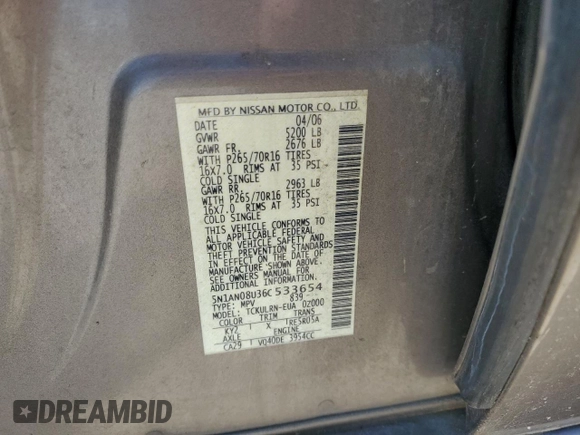 MFD BY NISSAN MOTOR CO., LTD.
DATE 04/06
GVWR 5200 LB
GAWR FR. 2676 LB
WITH P265/70R16 TIRES
16X7.0 RIMS AT 35 PSI
COLD SINGLE
GAWR RR. 2963 LB
WITH P265/70R16 TIRES
16X7.0 RIMS AT 35 PSI
COLD SINGLE
THIS VEHICLE CONFORMS TO
ALL APPLICABLE FEDERAL
MOTOR VEHICLE SAFETY AND
THEFT PREVENTION STANDARDS
IN EFFECT ON THE DATE OF
MANUFACTURE SHOWN ABOVE.
SEE OWNERS MANUAL FOR
ADDITIONAL INFORMATION
5N1AN08U36C533654
TYPE: MPV 839
MODEL: TCKULRN-EUA 02000
COLOR TRIM TRANS
KY2 X RE5R05A
AXLE ENGINE
CA29 VQ40DE 3954CC
DREAMBID